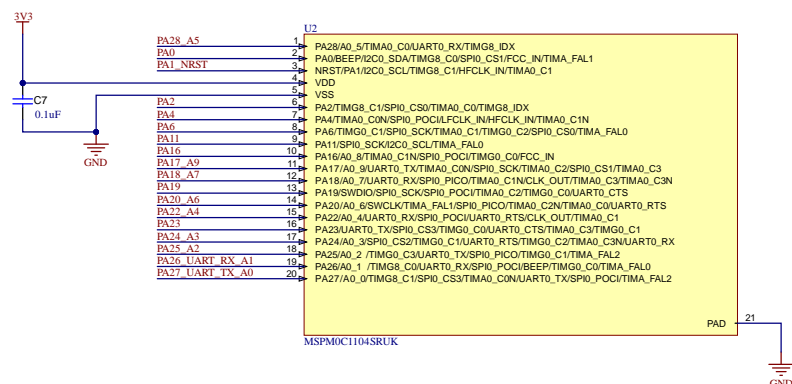 3V3
U2
PA28_A5 1 PA28/A0_5/TIMA0_C0/UART0_RX/TIMG8_IDX
PA0 2 PA0/BEEP/I2C0_SDA/TIMG8_C0/SPI0_CS1/FCC_IN/TIMA_FAL1
PA1_NRST 3 NRST/PA1/I2C0_SCL/TIMG8_C1/HFCLK_IN/TIMA0_C1
4 VDD
5 VSS
PA2 6 PA2/TIMG8_C1/SPI0_CS0/TIMA0_C0/TIMG8_IDX
PA4 7 PA4/TIMA0_C0N/SPI0_POCI/LFCLK_IN/HFCLK_IN/TIMA0_C1N
PA6 8 PA6/TIMG0_C1/SPI0_SCK/TIMA0_C1/TIMG0_C2/SPI0_CS0/TIMA_FAL0
PA11 9 PA11/SPI0_SCK/I2C0_SCL/TIMA_FAL0
PA16 10 PA16/A0_8/TIMA0_C1N/SPI0_POCI/TIMG0_C0/FCC_IN
PA17_A9 11 PA17/A0_9/UART0_TX/TIMA0_C0N/SPI0_SCK/TIMA0_C2/SPI0_CS1/TIMA0_C3
PA18_A7 12 PA18/A0_7/UART0_RX/SPI0_PICO/TIMA0_C1N/CLK_OUT/TIMA0_C3/TIMA0_C3N
PA19 13 PA19/SWDIO/SPI0_SCK/SPI0_POCI/TIMA0_C2/TIMG0_C0/UART0_CTS
PA20_A6 14 PA20/A0_6/SWCLK/TIMA_FAL1/SPI0_PICO/TIMA0_C2N/TIMA0_C0/UART0_RTS
PA22_A4 15 PA22/A0_4/UART0_RX/SPI0_POCI/UART0_RTS/CLK_OUT/TIMA0_C1
PA23 16 PA23/UART0_TX/SPI0_CS3/TIMG0_C0/UART0_CTS/TIMA0_C3/TIMG0_C1
PA24_A3 17 PA24/A0_3/SPI0_CS2/TIMG0_C1/UART0_RTS/TIMG0_C2/TIMA0_C3N/UART0_RX
PA25_A2 18 PA25/A0_2 /TIMG0_C3/UART0_TX/SPI0_PICO/TIMG0_C1/TIMA_FAL2
PA26_UART_RX_A1 19 PA26/A0_1 /TIMG8_C0/UART0_RX/SPI0_POCI/BEEP/TIMG0_C0/TIMA_FAL0
PA27_UART_TX_A0 20 PA27/A0_0/TIMG8_C1/SPI0_CS3/TIMA0_C0N/UART0_TX/SPI0_POCI/TIMA_FAL2
C7
0.1uF
GND
PAD 21
MSPM0C1104SRUK
GND